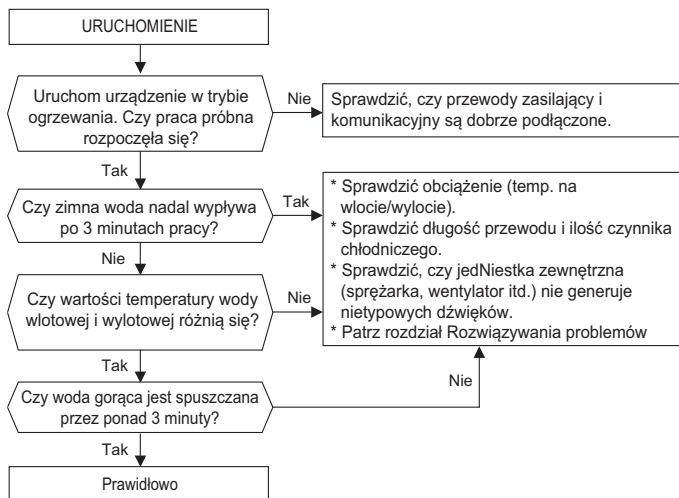 URUCHOMIENIE
Uruchom urządzenie w trybie
ogrzewania. Czy praca próbna
rozpoczęła się?
Nie
Sprawdzić, czy przewody zasilający i
komunikacyjny są dobrze podłączone.
Tak
Czy zimna woda nadal wypływa
po 3 minutach pracy?
Tak
* Sprawdzić obciążenie (temp. na
wlocie/wylocie).
* Sprawdzić długość przewodu i ilość czynnika
chłodniczego.
* Sprawdzić, czy jedNiestka zewnętrzna
(sprężarka, wentylator itd.) nie generuje
nietypowych dźwięków.
* Patrz rozdział Rozwiązywania problemów
Nie
Czy wartości temperatury wody
wlotowej i wylotowej różnią się?
Nie
Tak
Czy woda gorąca jest spuszczana
przez ponad 3 minuty?
Nie
Tak
Prawidłowo